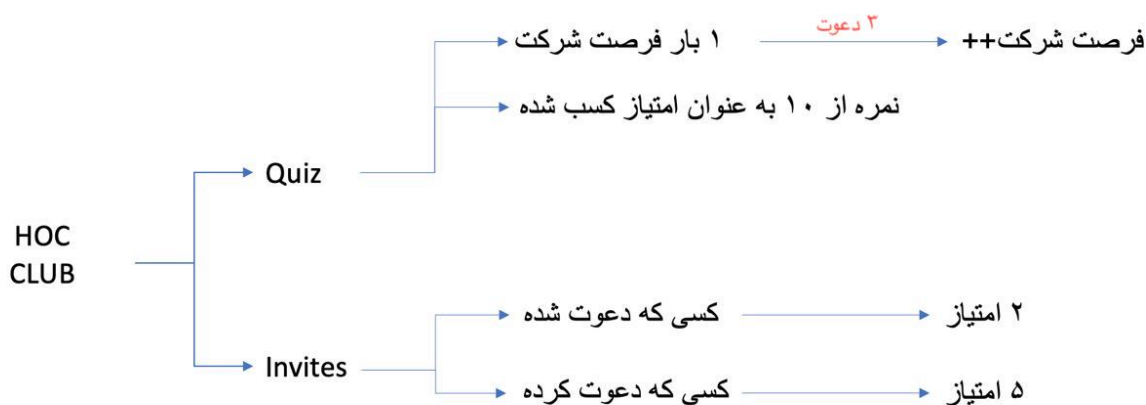 HOC
CLUB
Quiz
۱ بار فرصت شرکت
۳ دعوت
فرصت شرکت++
نمره از ۱۰ به عنوان امتیاز کسب شده
Invites
کسی که دعوت شده
۲ امتیاز
کسی که دعوت کرده
۵ امتیاز